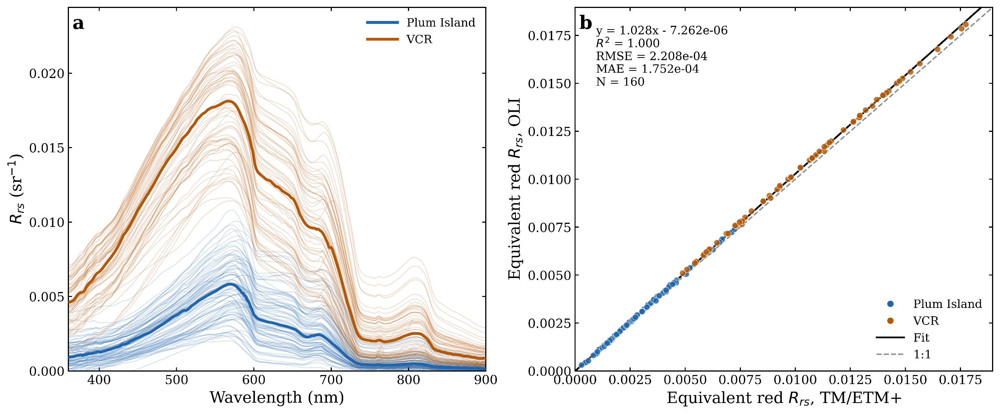 a
Plum Island
VCR
0.020
0.015
0.010
0.005
0.000
R_rs (sr⁻¹)
400 500 600 700 800 900
Wavelength (nm)
b
y = 1.028x - 7.262e-06
R² = 1.000
RMSE = 2.208e-04
MAE = 1.752e-04
N = 160
0.0175
0.0150
0.0125
0.0100
0.0075
0.0050
0.0025
0.0000
Equivalent red R_rs, OLI
Plum Island
VCR
Fit
1:1
0.0000 0.0025 0.0050 0.0075 0.0100 0.0125 0.0150 0.0175
Equivalent red R_rs, TM/ETM+